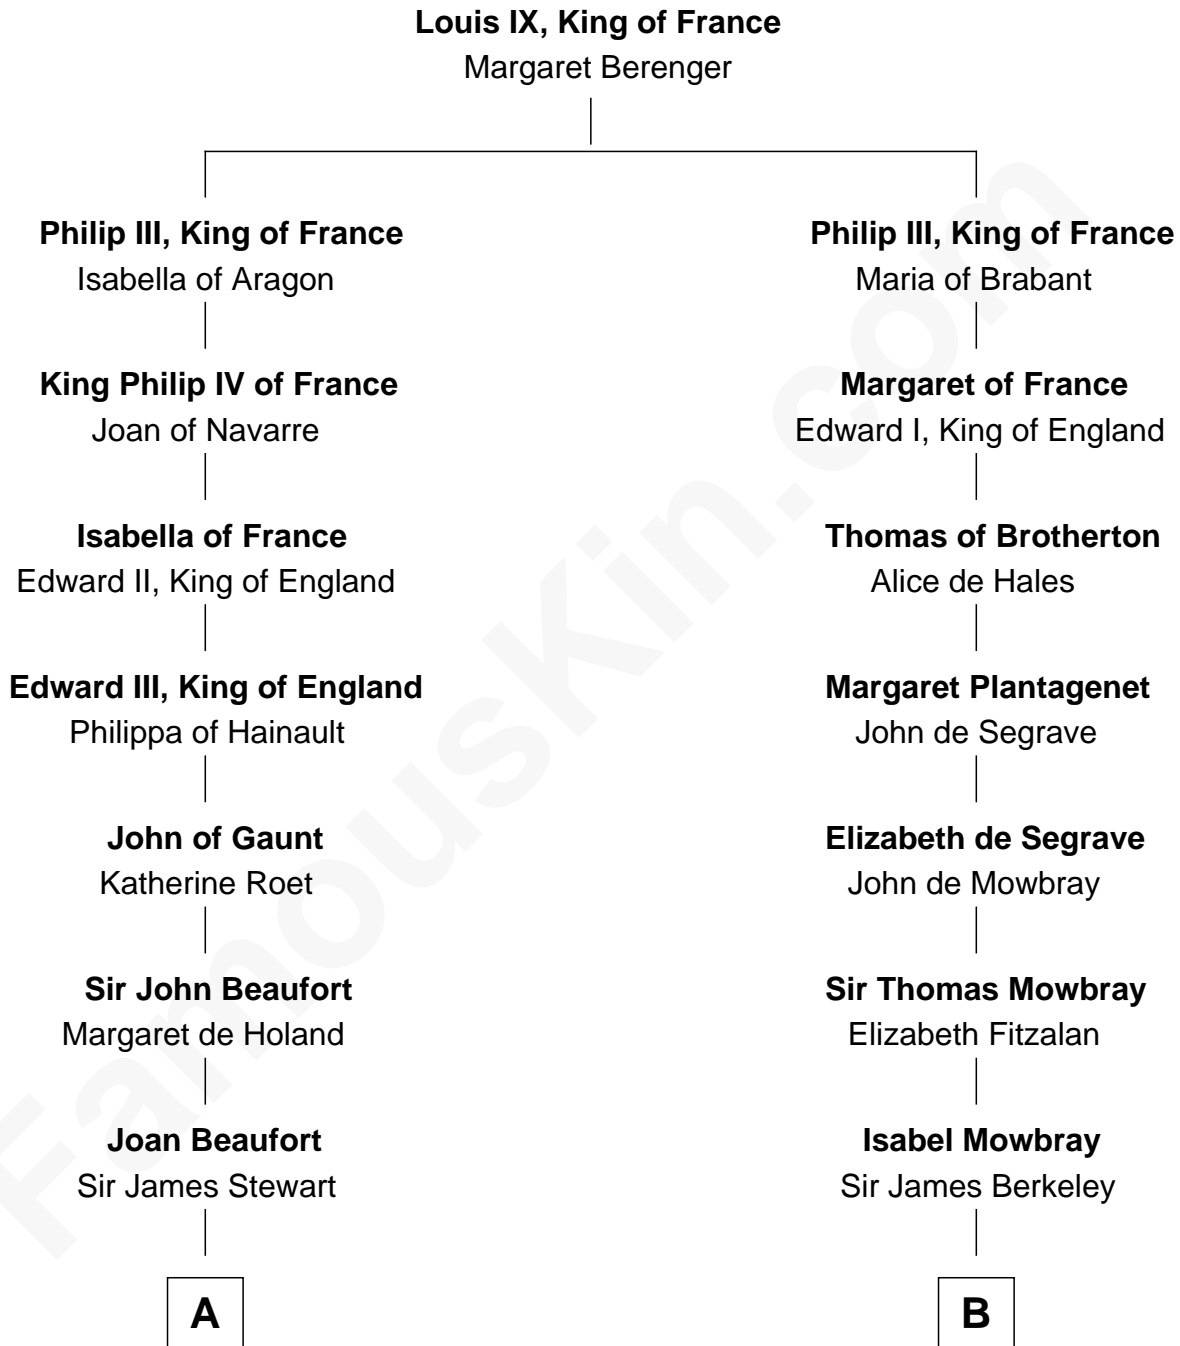 Louis IX, King of France
Margaret Berenger
Philip III, King of France
Isabella of Aragon
Philip III, King of France
Maria of Brabant
King Philip IV of France
Joan of Navarre
Margaret of France
Edward I, King of England
Isabella of France
Edward II, King of England
Thomas of Brotherton
Alice de Hales
Edward III, King of England
Philippa of Hainault
Margaret Plantagenet
John de Segrave
John of Gaunt
Katherine Roet
Elizabeth de Segrave
John de Mowbray
Sir John Beaufort
Margaret de Holand
Sir Thomas Mowbray
Elizabeth Fitzalan
Joan Beaufort
Sir James Stewart
Isabel Mowbray
Sir James Berkeley
A
B
FamousKin.com